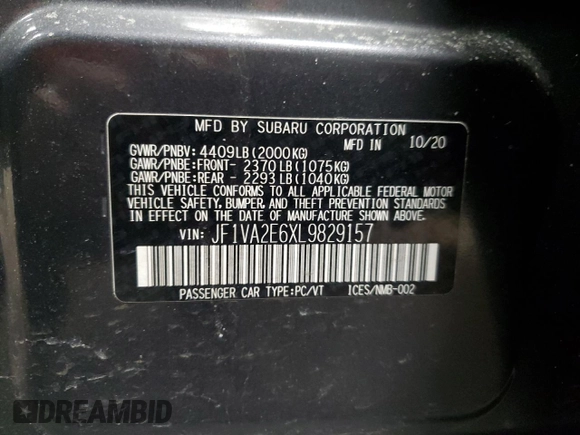 MFD BY SUBARU CORPORATION
GVWR/PNBV: 4409LB(2000KG) MADE IN JAPAN 10/20
GAWR/PNBE:FRONT- 2370LB(1075KG)
GAWR/PNBE:REAR - 2293LB(1040KG)
THIS VEHICLE CONFORMS TO ALL APPLICABLE FEDERAL MOTOR
VEHICLE SAFETY, BUMPER, AND THEFT PREVENTION STANDARDS
IN EFFECT ON THE DATE OF MANUFACTURE SHOWN ABOVE.
VIN: JF1VA2E6XL9829157
PASSENGER CAR TYPE:PC/VT ICES/NMB-002
DREAMBID